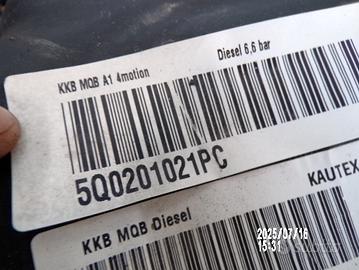 KKB MQB A1 4motion
Diesel 6,6 bar
5Q0201021PC
KKB MQB Diesel
KAUTEX
2025/07/16
15:31